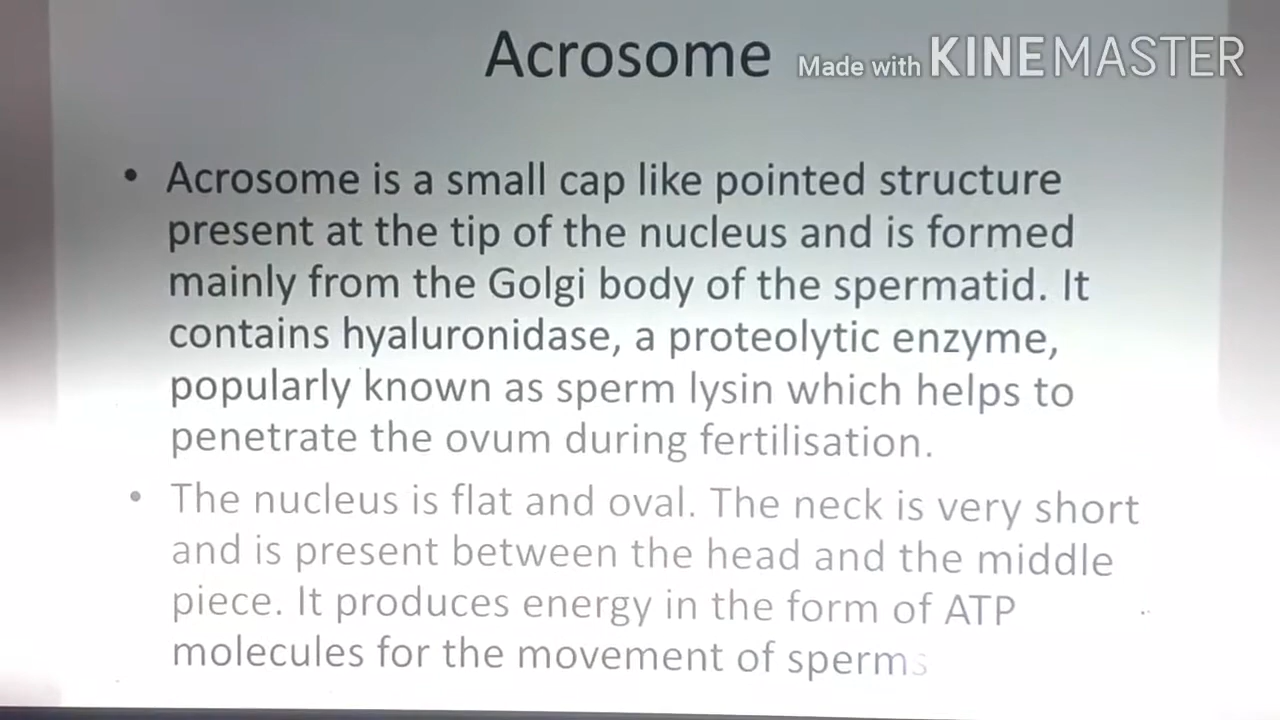 Acrosome
Made with KINEMASTER
• Acrosome is a small cap like pointed structure
present at the tip of the nucleus and is formed
mainly from the Golgi body of the spermatid. It
contains hyaluronidase, a proteolytic enzyme,
popularly known as sperm lysin which helps to
penetrate the ovum during fertilisation.
• The nucleus is flat and oval. The neck is very short
and is present between the head and the middle
piece. It produces energy in the form of ATP
molecules for the movement of sperms